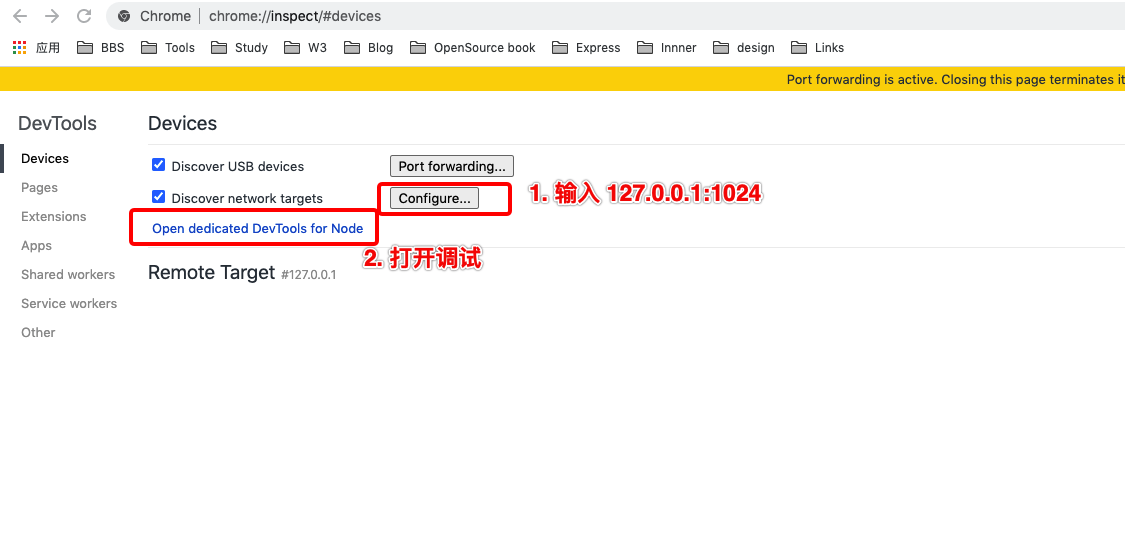 Chrome | chrome://inspect/#devices
应用 BBS Tools Study W3 Blog OpenSource book Express Innner design Links
Port forwarding is active. Closing this page terminates it
DevTools
Devices
Pages
Extensions
Apps
Shared workers
Service workers
Other
Devices
Discover USB devices Port forwarding...
Discover network targets Configure... 1. 输入 127.0.0.1:1024
Open dedicated DevTools for Node
2. 打开调试
Remote Target #127.0.0.1